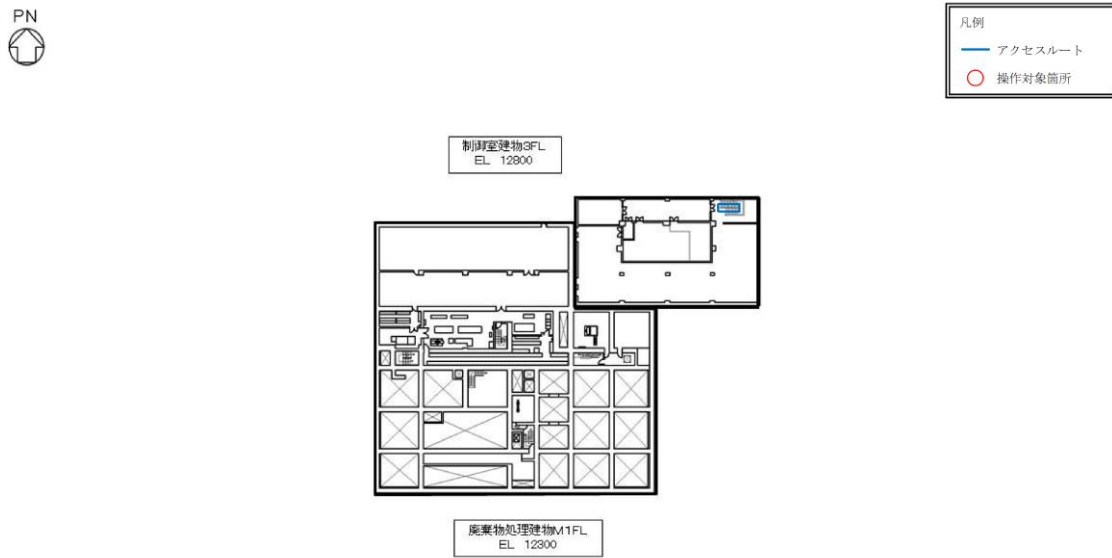 PN
凡例
アクセスルート
操作対象箇所
制御室建物3FL
EL 12800
廃棄物処理建物M1FL
EL 12300